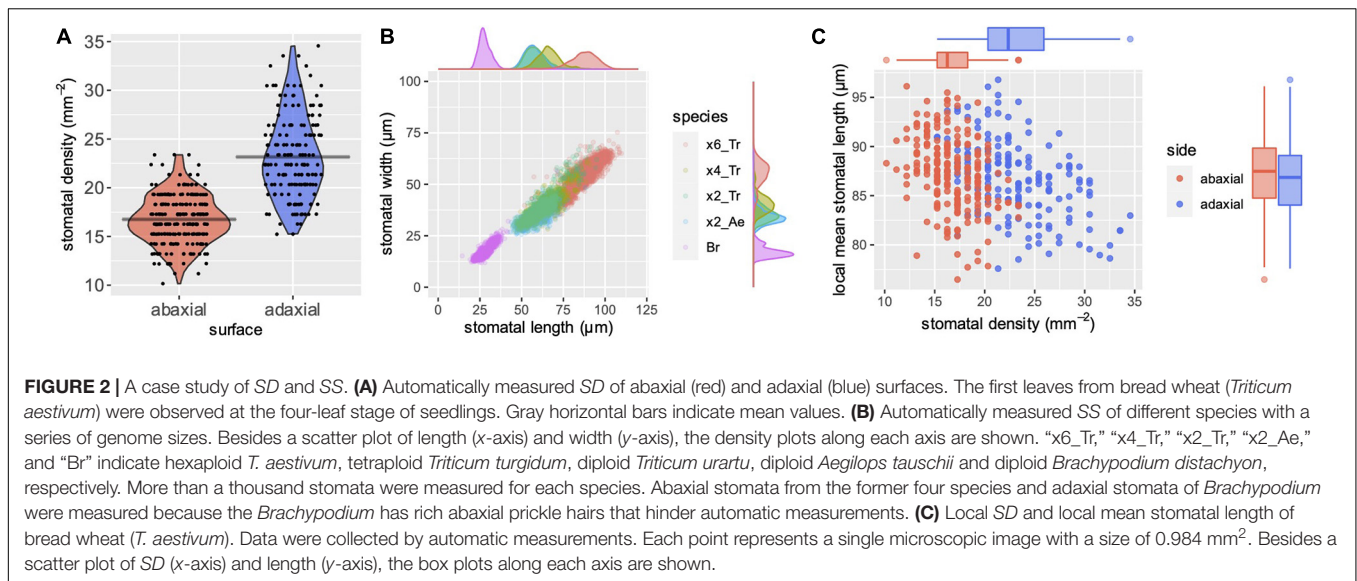 A
35
30
25
20
15
10
stomatal density (mm⁻²)
abaxial adaxial
surface
B
100
75
50
25
0
stomatal width (µm)
0 25 50 75 100 125
stomatal length (µm)
species
x6_Tr
x4_Tr
x2_Tr
x2_Ae
Br
C
95
90
85
80
local mean stomatal length (µm)
10 15 20 25 30 35
stomatal density (mm⁻²)
side
abaxial
adaxial
FIGURE 2 | A case study of SD and SS. (A) Automatically measured SD of abaxial (red) and adaxial (blue) surfaces. The first leaves from bread wheat (Triticum
aestivum) were observed at the four-leaf stage of seedlings. Gray horizontal bars indicate mean values. (B) Automatically measured SS of different species with a
series of genome sizes. Besides a scatter plot of length (x-axis) and width (y-axis), the density plots along each axis are shown. “x6_Tr,” “x4_Tr,” “x2_Tr,” “x2_Ae,”
and “Br” indicate hexaploid T. aestivum, tetraploid Triticum turgidum, diploid Triticum urartu, diploid Aegilops tauschii and diploid Brachypodium distachyon,
respectively. More than a thousand stomata were measured for each species. Abaxial stomata from the former four species and adaxial stomata of Brachypodium
were measured because the Brachypodium has rich abaxial prickle hairs that hinder automatic measurements. (C) Local SD and local mean stomatal length of
bread wheat (T. aestivum). Data were collected by automatic measurements. Each point represents a single microscopic image with a size of 0.984 mm². Besides a
scatter plot of SD (x-axis) and length (y-axis), the box plots along each axis are shown.